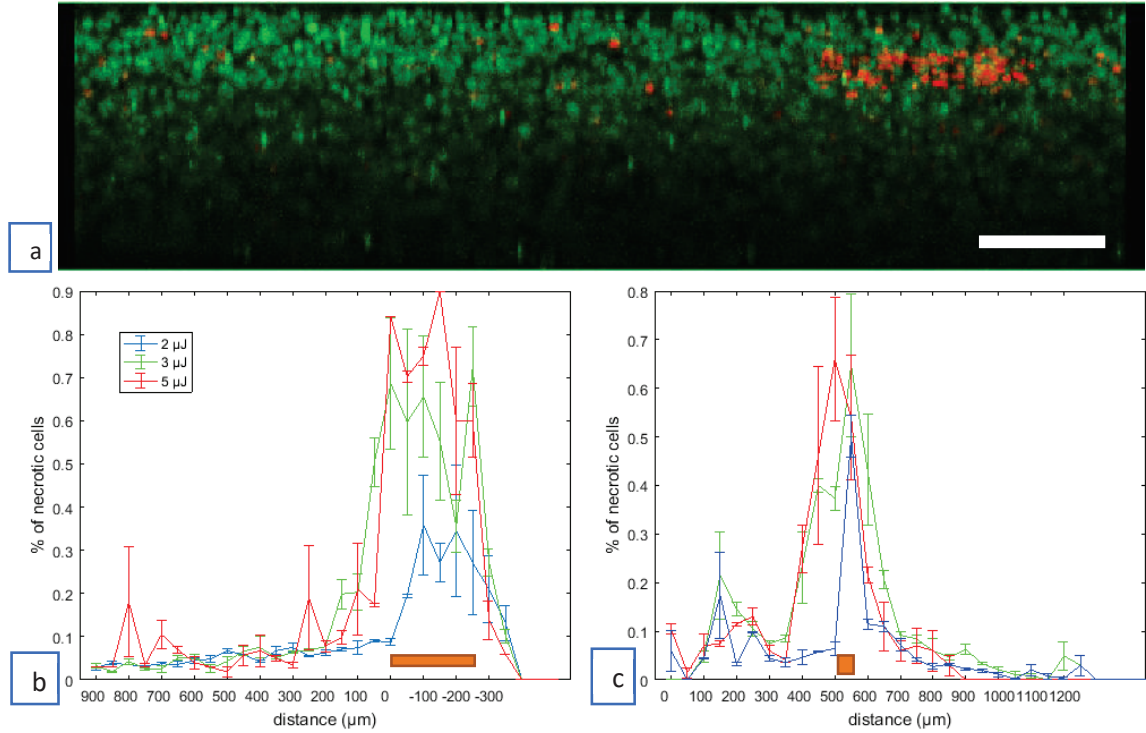 a
0.9
0.8
0.7
0.6
0.5
0.4
0.3
0.2
0.1
0
% of necrotic cells
2 µJ
3 µJ
5 µJ
900 800 700 600 500 400 300 200 100 0 -100 -200 -300
distance (µm)
b
0.8
0.7
0.6
0.5
0.4
0.3
0.2
0.1
0
% of necrotic cells
0 100 200 300 400 500 600 700 800 900 1000 1100 1200
distance (µm)
c